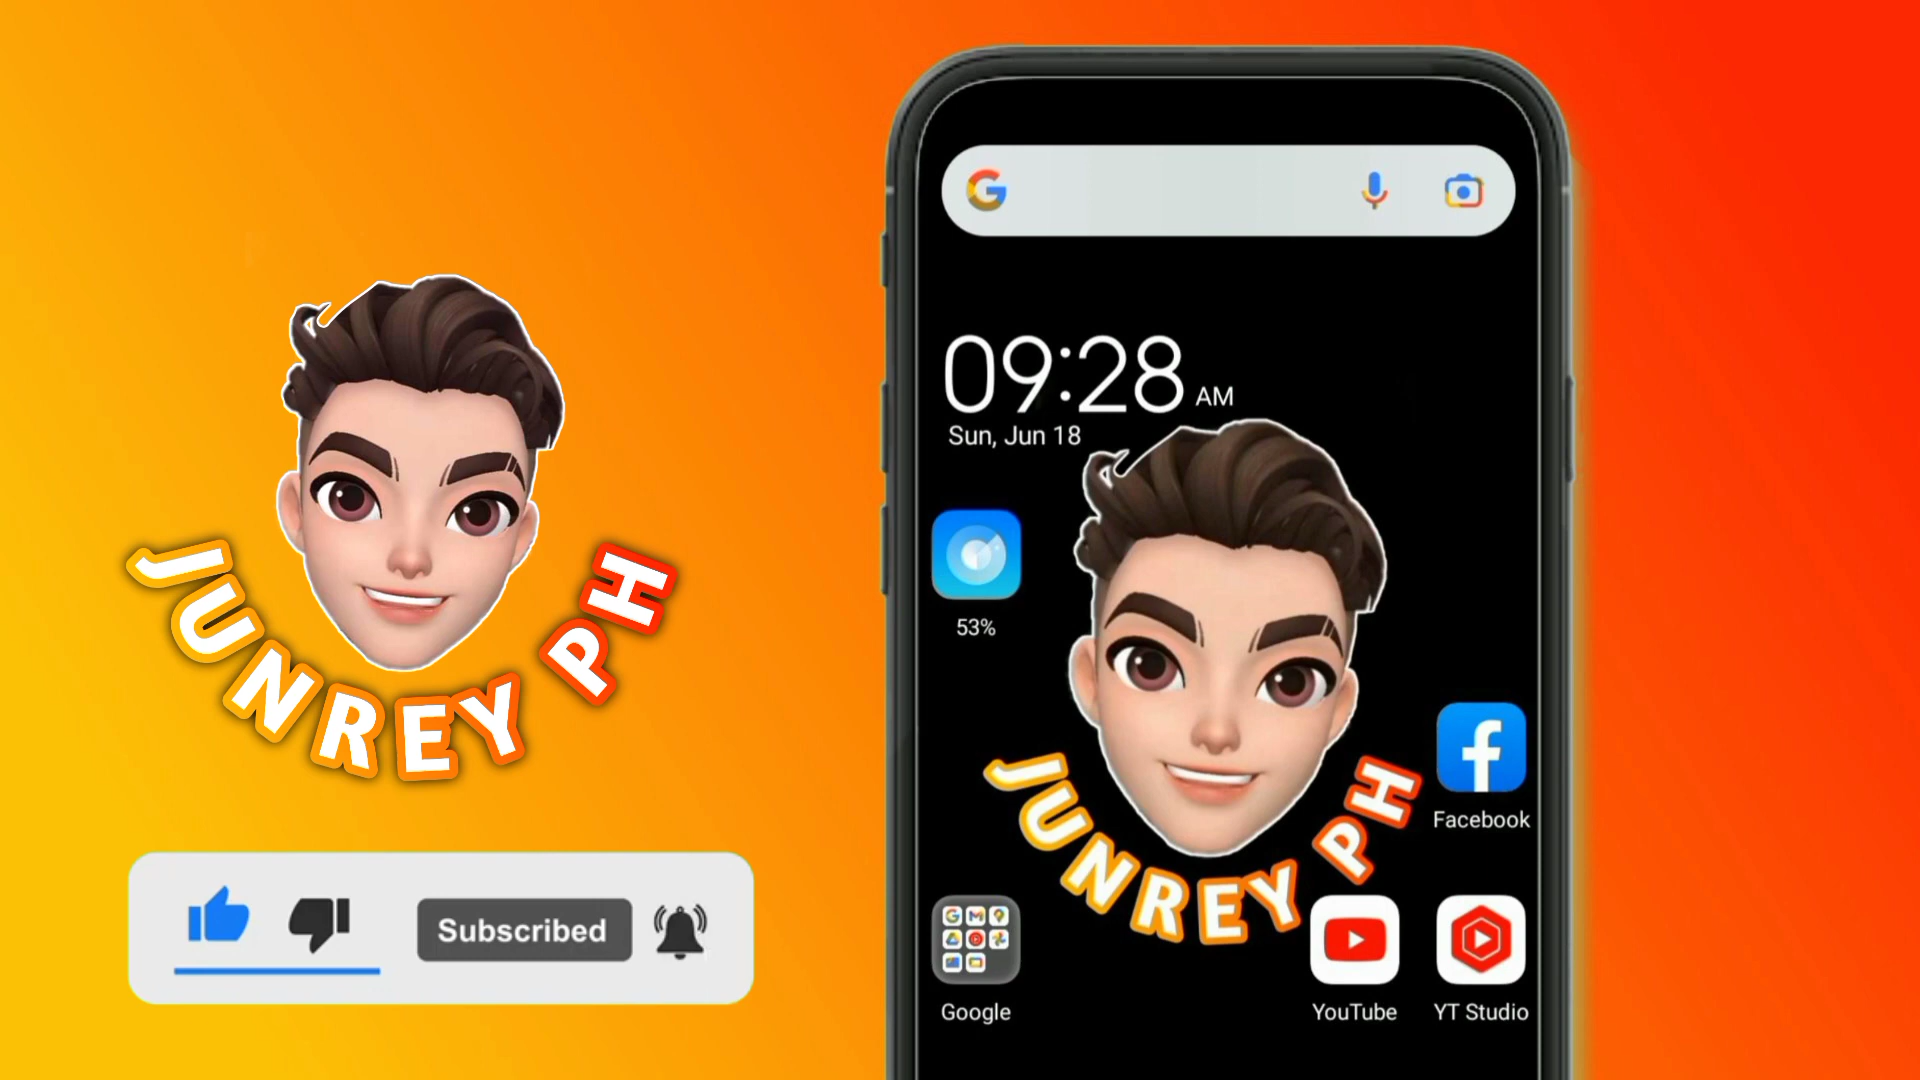 JUNREY PH
Subscribed
09:28 AM
Sun, Jun 18
53%
JUNREY PH
Facebook
Google
YouTube
YT Studio